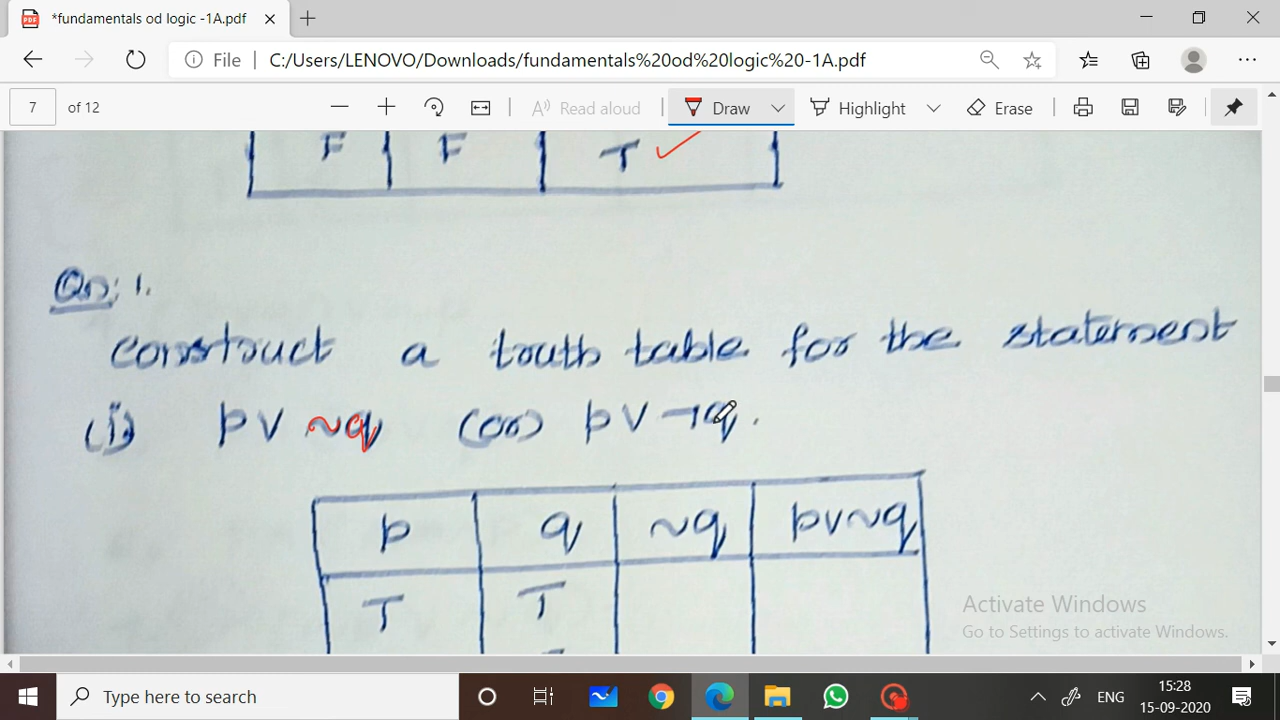 *fundamentals od logic -1A.pdf
File C:/Users/LENOVO/Downloads/fundamentals%20od%20logic%20-1A.pdf
7 of 12 Read aloud Draw Highlight Erase
F F T ✓
Qn: 1.
construct a truth table for the statement
(i) p∨ ~q (or) p∨¬q.
p q ~q p∨~q
T T
Activate Windows
Go to Settings to activate Windows.
Type here to search
ENG 15:28
15-09-2020